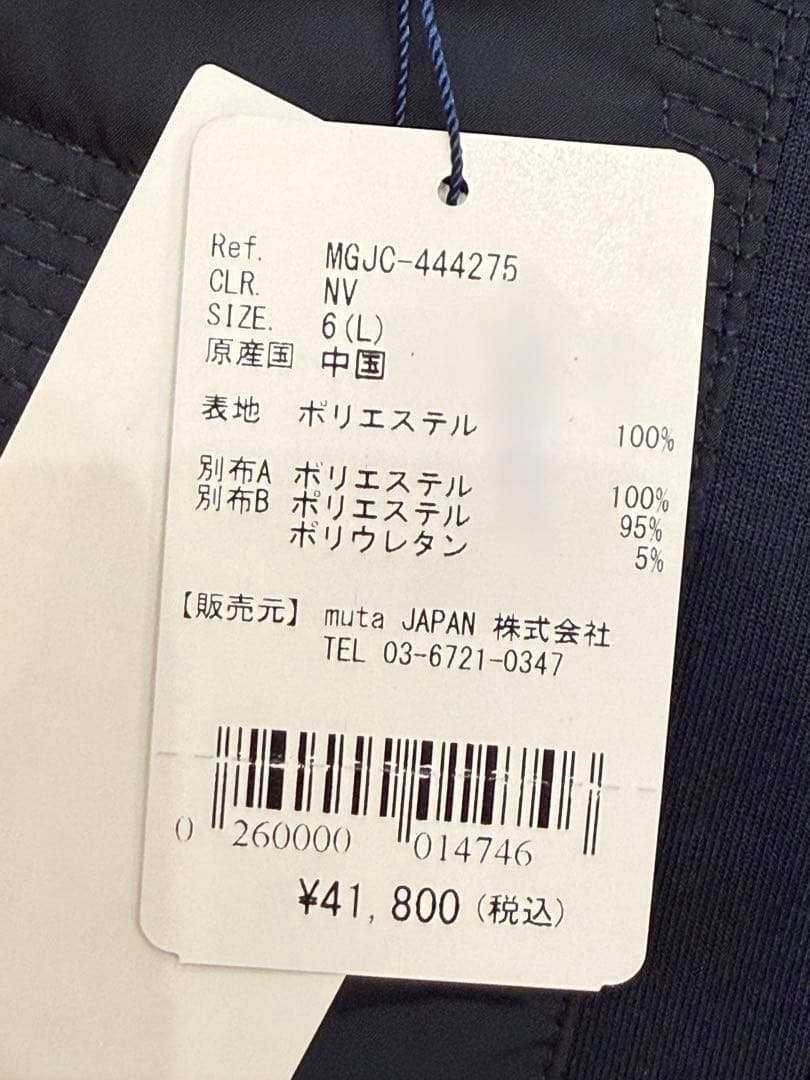 Ref. MGJC-444275
CLR. NV
SIZE. 6(L)
原産国 中国
表地 ポリエステル 100%
別布A ポリエステル 100%
別布B ポリエステル 95%
ポリウレタン 5%
【販売元】 muta JAPAN 株式会社
TEL 03-6721-0347
0 260000 014746
¥41,800(税込)